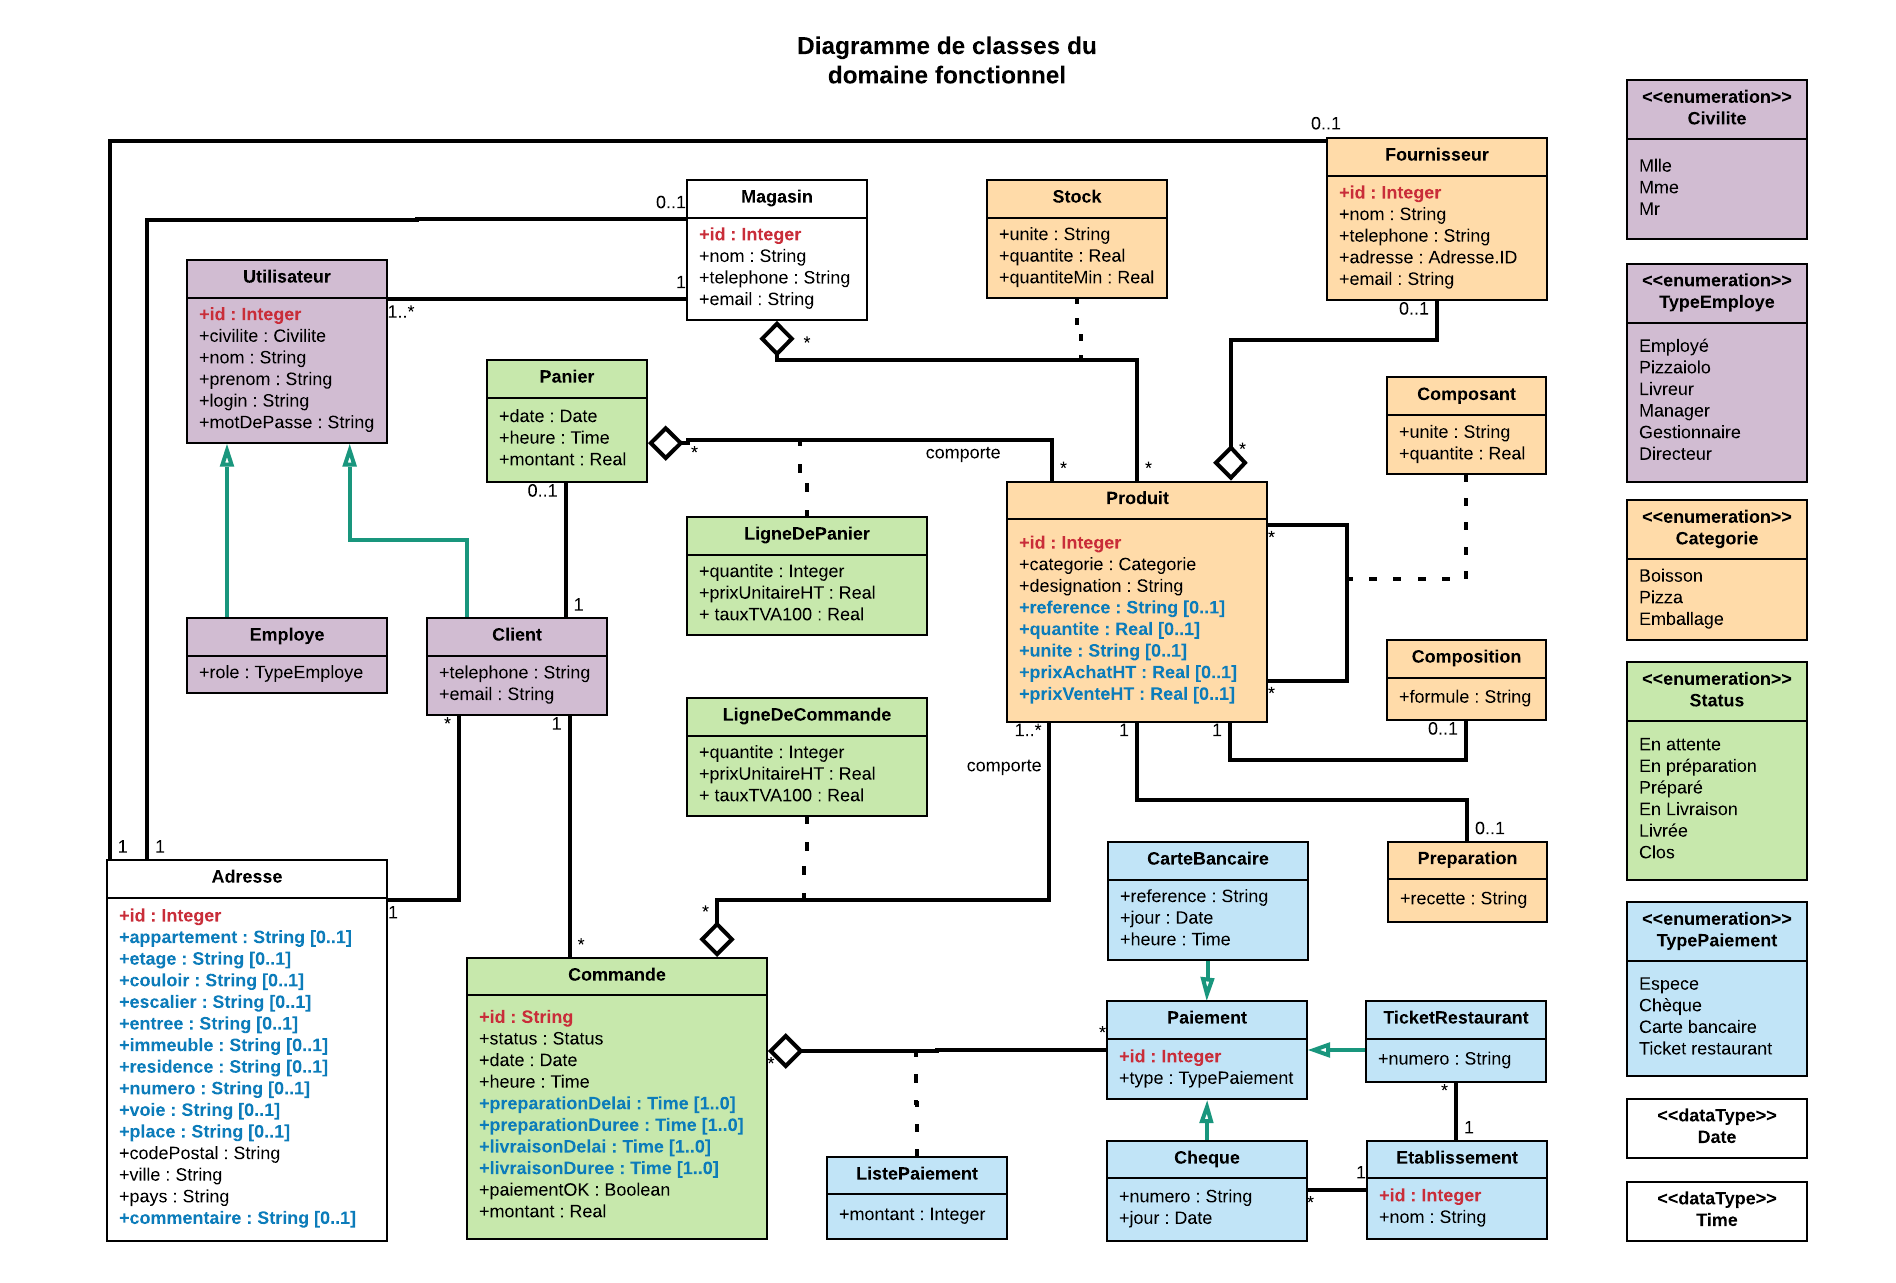 Diagramme de classes du
domaine fonctionnel
<<enumeration>>
Civilite
Mlle
Mme
Mr
0..1
Fournisseur
+id : Integer
+nom : String
+telephone : String
+adresse : Adresse.ID
+email : String
0..1
0..1
Magasin
+id : Integer
+nom : String
+telephone : String
+email : String
1
*
Stock
+unite : String
+quantite : Real
+quantiteMin : Real
Utilisateur
+id : Integer
+civilite : Civilite
+nom : String
+prenom : String
+login : String
+motDePasse : String
1..*
<<enumeration>>
TypeEmploye
Employé
Pizzaiolo
Livreur
Manager
Gestionnaire
Directeur
Panier
+date : Date
+heure : Time
+montant : Real
*
0..1
comporte
*
*
*
Composant
+unite : String
+quantite : Real
LigneDePanier
+quantite : Integer
+prixUnitaireHT : Real
+ tauxTVA100 : Real
Produit
+id : Integer
+categorie : Categorie
+designation : String
+reference : String [0..1]
+quantite : Real [0..1]
+unite : String [0..1]
+prixAchatHT : Real [0..1]
+prixVenteHT : Real [0..1]
*
*
1..*
1
1
<<enumeration>>
Categorie
Boisson
Pizza
Emballage
Employe
+role : TypeEmploye
1
Client
+telephone : String
+email : String
*
1
Composition
+formule : String
0..1
<<enumeration>>
Status
En attente
En préparation
Préparé
En Livraison
Livrée
Clos
LigneDeCommande
+quantite : Integer
+prixUnitaireHT : Real
+ tauxTVA100 : Real
comporte
0..1
Preparation
+recette : String
1
1
Adresse
+id : Integer
+appartement : String [0..1]
+etage : String [0..1]
+couloir : String [0..1]
+escalier : String [0..1]
+entree : String [0..1]
+immeuble : String [0..1]
+residence : String [0..1]
+numero : String [0..1]
+voie : String [0..1]
+place : String [0..1]
+codePostal : String
+ville : String
+pays : String
+commentaire : String [0..1]
1
*
*
Commande
+id : String
+status : Status
+date : Date
+heure : Time
+preparationDelai : Time [1..0]
+preparationDuree : Time [1..0]
+livraisonDelai : Time [1..0]
+livraisonDuree : Time [1..0]
+paiementOK : Boolean
+montant : Real
*
CarteBancaire
+reference : String
+jour : Date
+heure : Time
*
Paiement
+id : Integer
+type : TypePaiement
TicketRestaurant
+numero : String
*
1
ListePaiement
+montant : Integer
Cheque
+numero : String
+jour : Date
*
1
Etablissement
+id : Integer
+nom : String
<<enumeration>>
TypePaiement
Espece
Chèque
Carte bancaire
Ticket restaurant
<<dataType>>
Date
<<dataType>>
Time